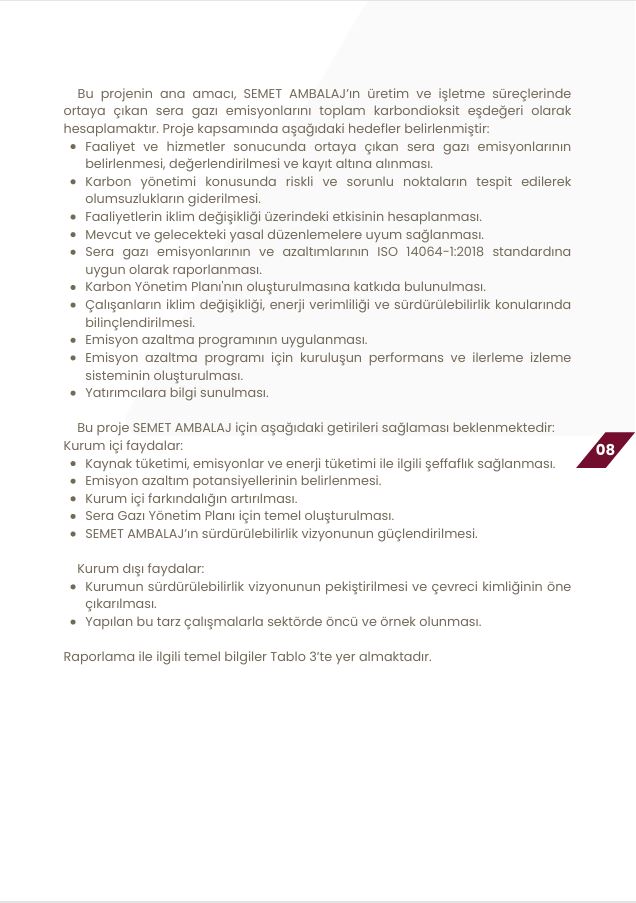 Bu projenin ana amacı, SEMET AMBALAJ’ın üretim ve işletme süreçlerinde
ortaya çıkan sera gazı emisyonlarını toplam karbondioksit eşdeğeri olarak
hesaplamaktır. Proje kapsamında aşağıdaki hedefler belirlenmiştir:
• Faaliyet ve hizmetler sonucunda ortaya çıkan sera gazı emisyonlarının
belirlenmesi, değerlendirilmesi ve kayıt altına alınması.
• Karbon yönetimi konusunda riskli ve sorunlu noktaların tespit edilerek
olumsuzlukların giderilmesi.
• Faaliyetlerin iklim değişikliği üzerindeki etkisinin hesaplanması.
• Mevcut ve gelecekteki yasal düzenlemelere uyum sağlanması.
• Sera gazı emisyonlarının ve azaltımlarının ISO 14064-1:2018 standardına
uygun olarak raporlanması.
• Karbon Yönetim Planı'nın oluşturulmasına katkıda bulunulması.
• Çalışanların iklim değişikliği, enerji verimliliği ve sürdürülebilirlik konularında
bilinçlendirilmesi.
• Emisyon azaltma programının uygulanması.
• Emisyon azaltma programı için kuruluşun performans ve ilerleme izleme
sisteminin oluşturulması.
• Yatırımcılara bilgi sunulması.
Bu proje SEMET AMBALAJ için aşağıdaki getirileri sağlaması beklenmektedir:
Kurum içi faydalar:
• Kaynak tüketimi, emisyonlar ve enerji tüketimi ile ilgili şeffaflık sağlanması.
• Emisyon azaltım potansiyellerinin belirlenmesi.
• Kurum içi farkındalığın artırılması.
• Sera Gazı Yönetim Planı için temel oluşturulması.
• SEMET AMBALAJ’ın sürdürülebilirlik vizyonunun güçlendirilmesi.
08
Kurum dışı faydalar:
• Kurumun sürdürülebilirlik vizyonunun pekiştirilmesi ve çevreci kimliğinin öne
çıkarılması.
• Yapılan bu tarz çalışmalarla sektörde öncü ve örnek olunması.
Raporlama ile ilgili temel bilgiler Tablo 3’te yer almaktadır.